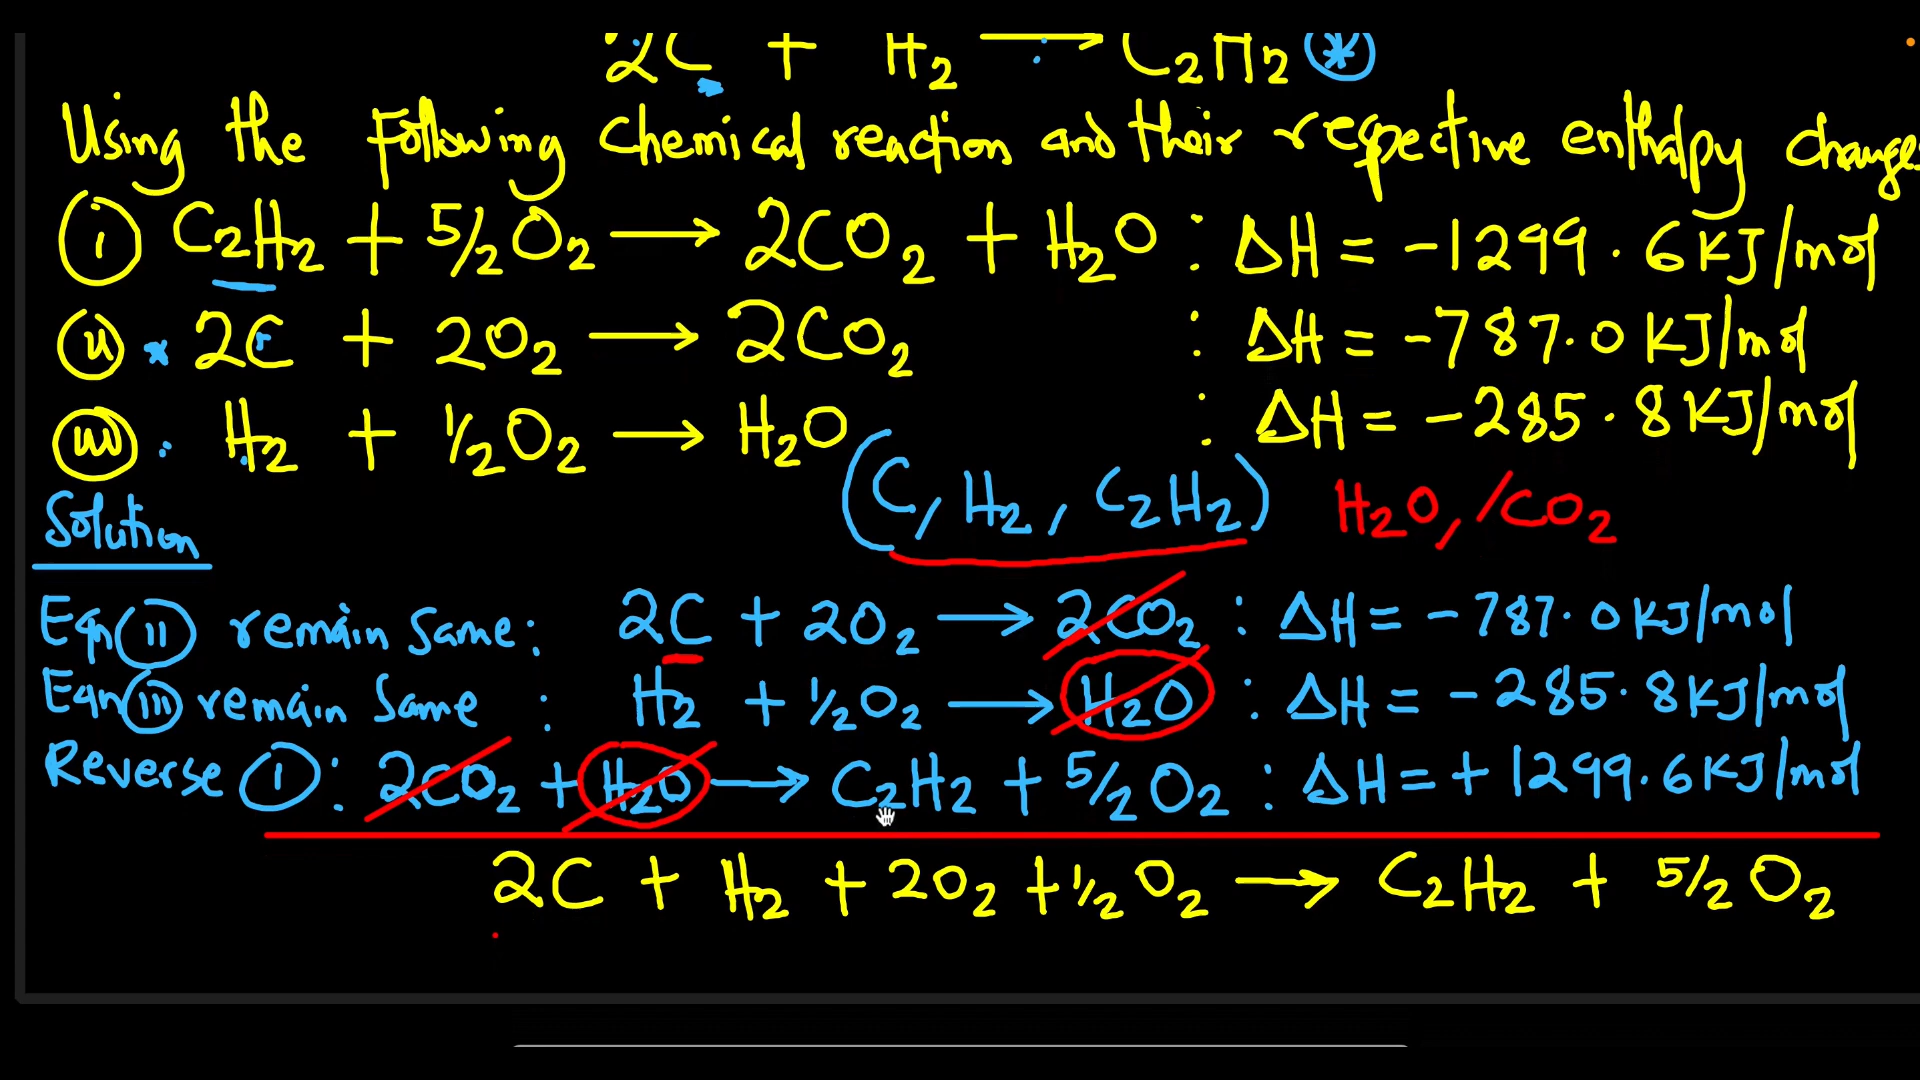 2C + H₂ ⟶ C₂H₂ *
Using the Following Chemical reaction and their respective enthalpy changes
(i) C₂H₂ + 5/2O₂ ⟶ 2CO₂ + H₂O : ΔH = -1299.6KJ/mol
(ii) * 2C + 2O₂ ⟶ 2CO₂ : ΔH = -787.0KJ/mol
(iii) H₂ + 1/2O₂ ⟶ H₂O : ΔH = -285.8KJ/mol
(C, H₂, C₂H₂) H₂O, /CO₂
Solution
Eqn (ii) remain Same: 2C + 2O₂ ⟶ 2CO₂ : ΔH = -787.0KJ/mol
Eqn (iii) remain Same : H₂ + 1/2O₂ ⟶ H₂O : ΔH = -285.8KJ/mol
Reverse (i): 2CO₂ + H₂O ⟶ C₂H₂ + 5/2O₂ : ΔH = +1299.6KJ/mol
2C + H₂ + 2O₂ + 1/2O₂ ⟶ C₂H₂ + 5/2O₂